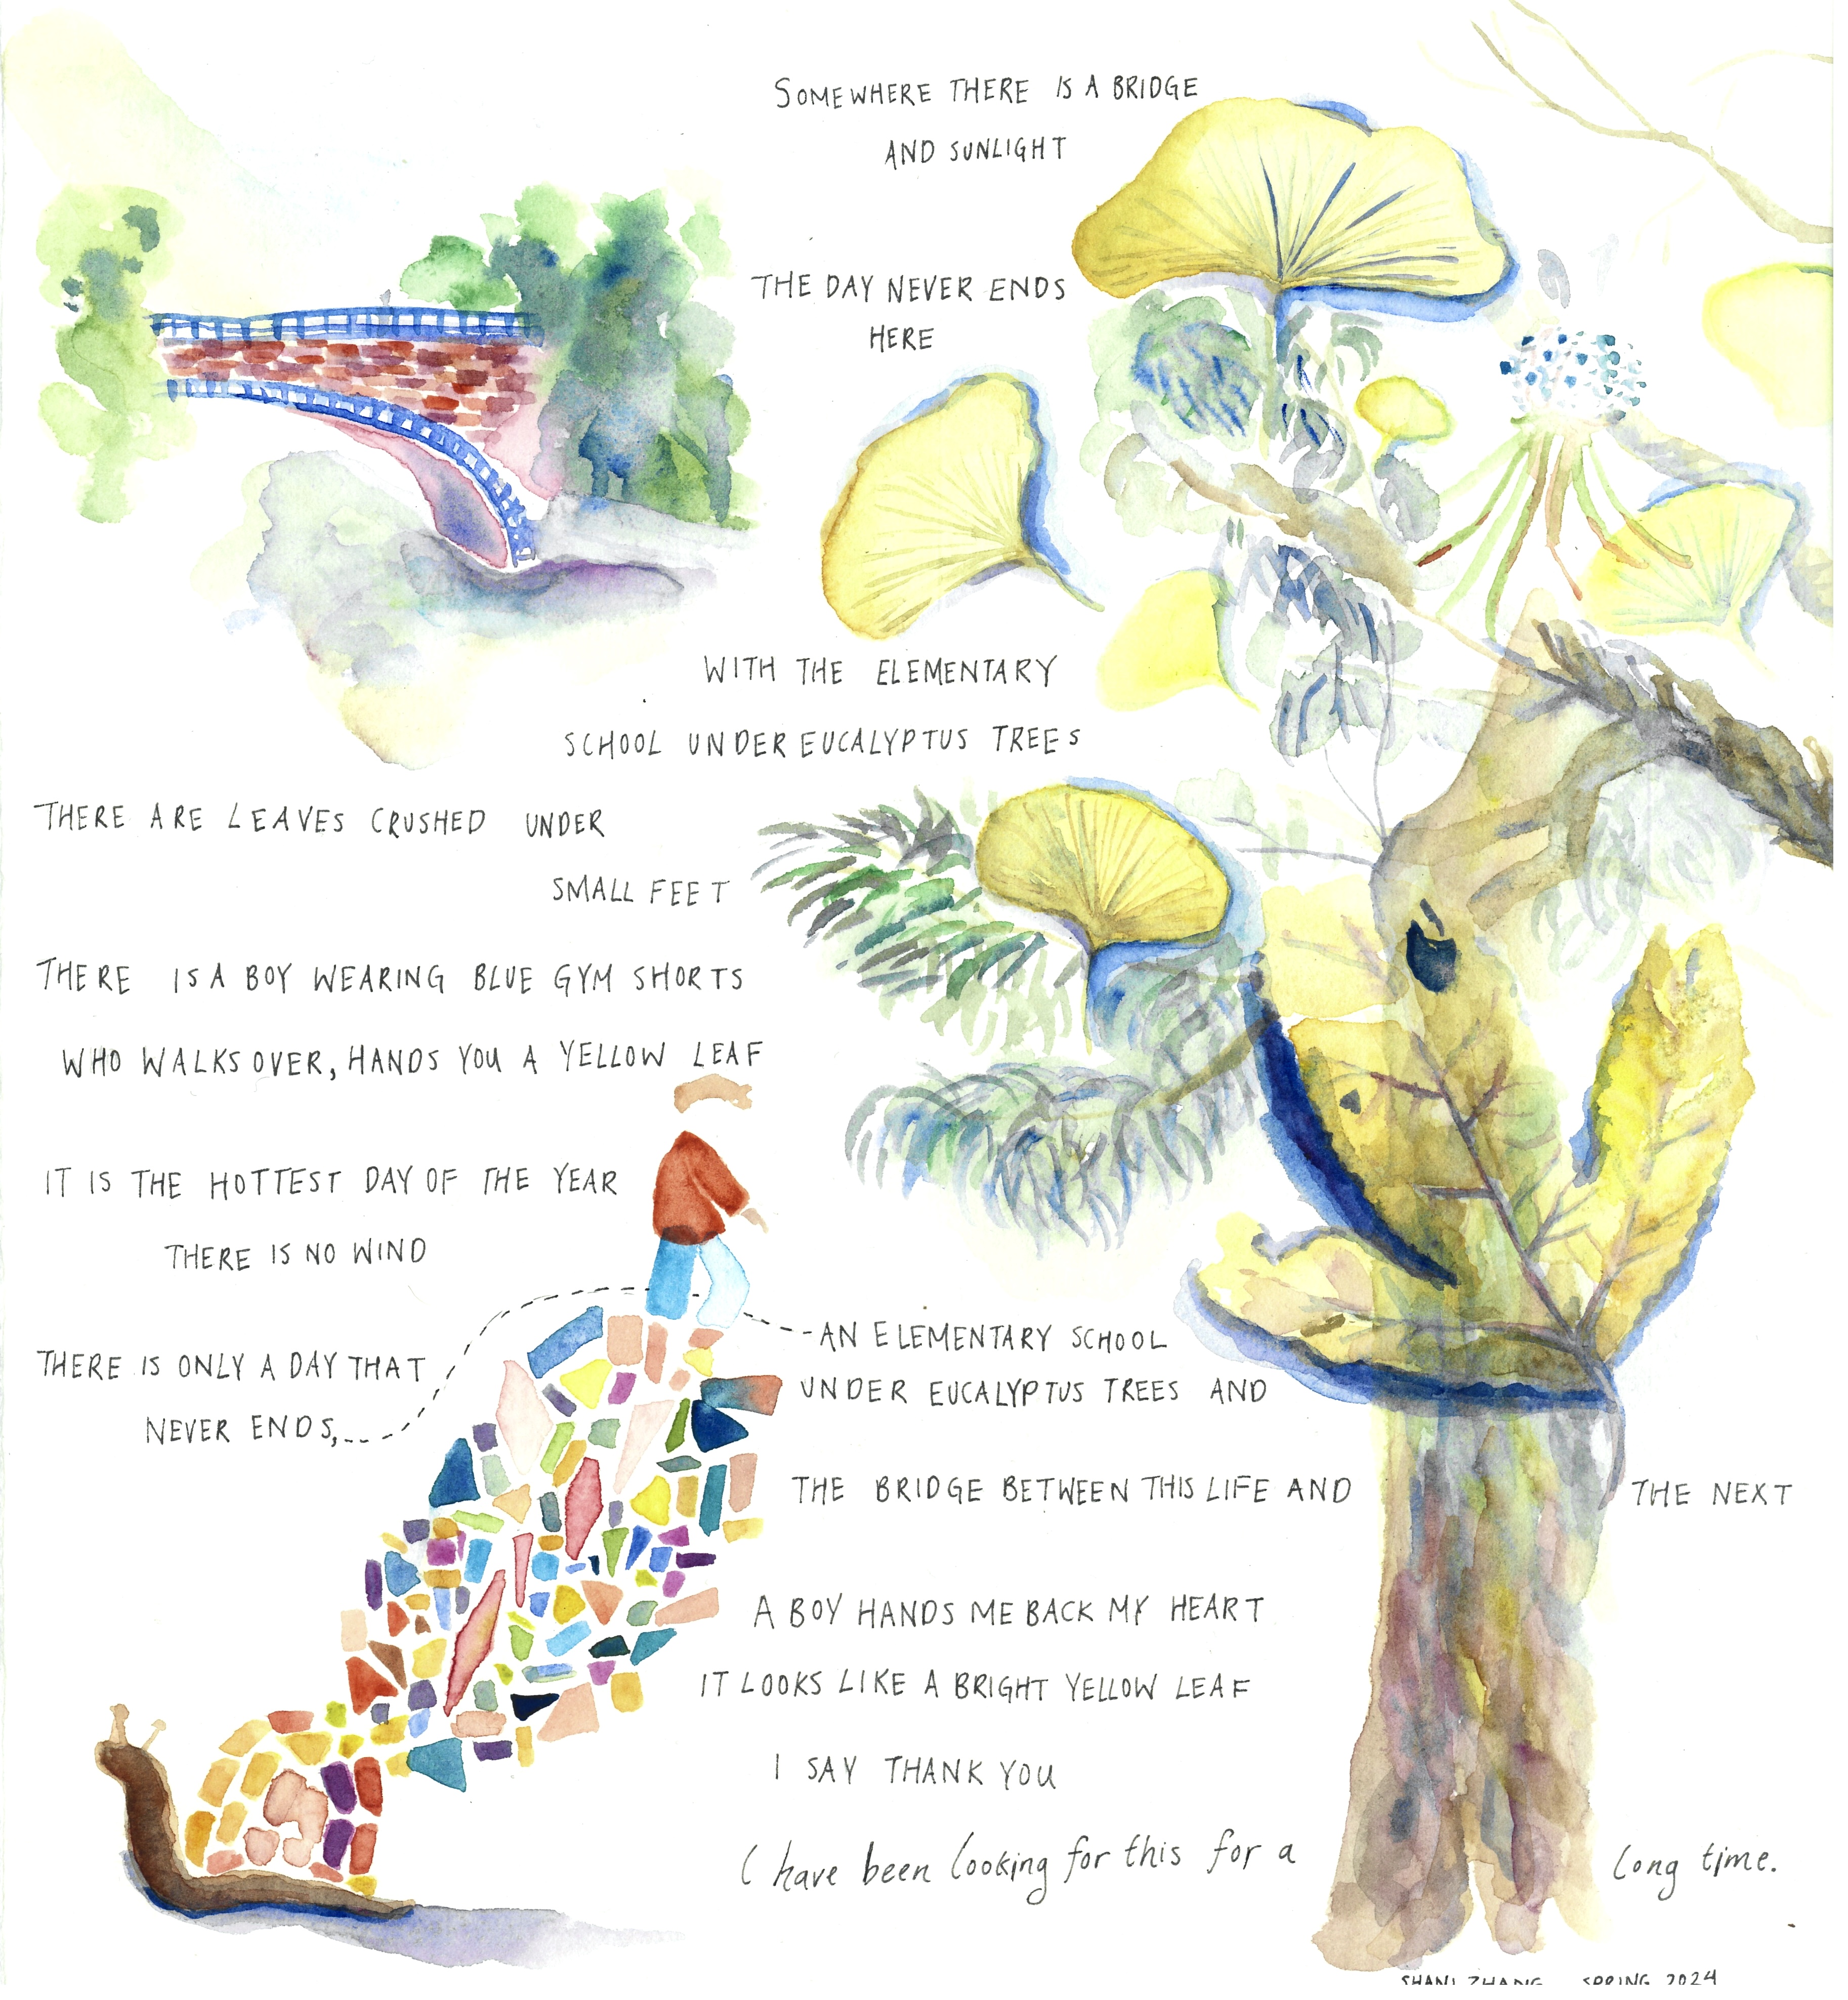 SOMEWHERE THERE IS A BRIDGE
AND SUNLIGHT
THE DAY NEVER ENDS
HERE
WITH THE ELEMENTARY
SCHOOL UNDER EUCALYPTUS TREES
THERE ARE LEAVES CRUSHED UNDER
SMALL FEET
THERE IS A BOY WEARING BLUE GYM SHORTS
WHO WALKS OVER, HANDS YOU A YELLOW LEAF
IT IS THE HOTTEST DAY OF THE YEAR
THERE IS NO WIND
THERE IS ONLY A DAY THAT
NEVER ENDS,
AN ELEMENTARY SCHOOL
UNDER EUCALYPTUS TREES AND
THE BRIDGE BETWEEN THIS LIFE AND THE NEXT
A BOY HANDS ME BACK MY HEART
IT LOOKS LIKE A BRIGHT YELLOW LEAF
I SAY THANK YOU
I have been looking for this for a long time.
SHANI ZHANG SPRING 2024